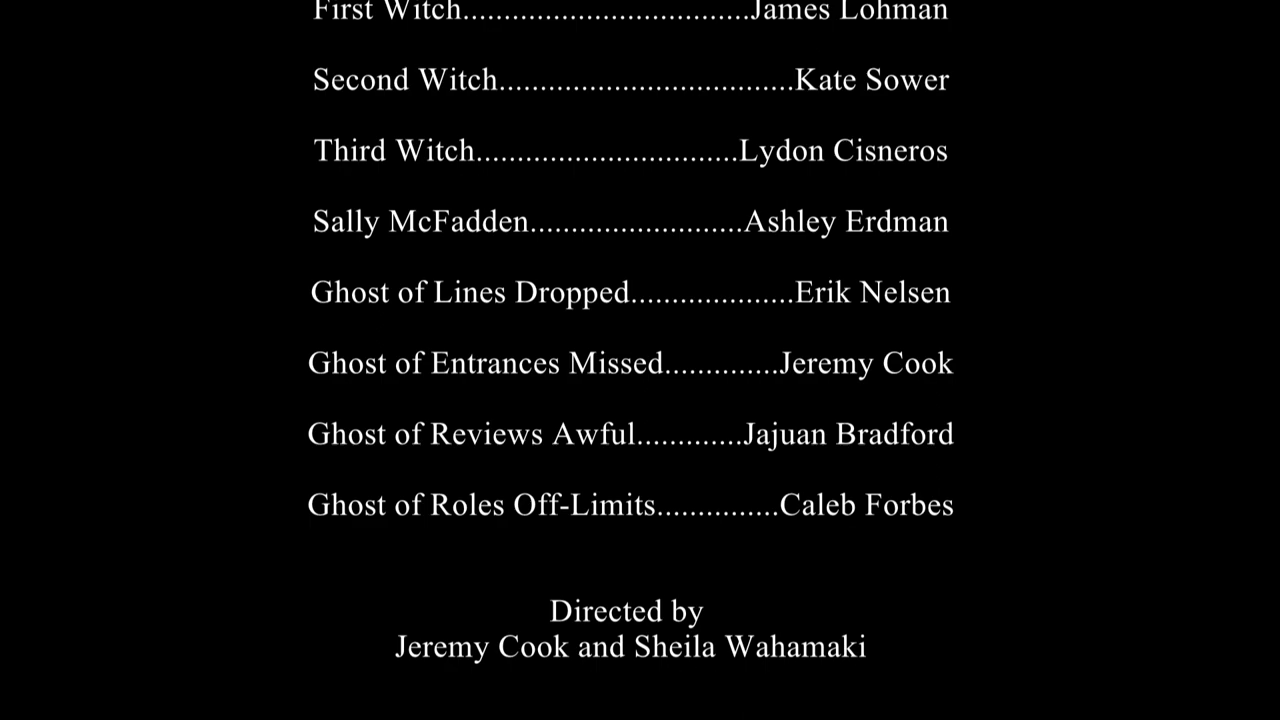 First Witch...................................James Lohman
Second Witch....................................Kate Sower
Third Witch................................Lydon Cisneros
Sally McFadden..........................Ashley Erdman
Ghost of Lines Dropped....................Erik Nelsen
Ghost of Entrances Missed..............Jeremy Cook
Ghost of Reviews Awful.............Jajuan Bradford
Ghost of Roles Off-Limits...............Caleb Forbes
Directed by
Jeremy Cook and Sheila Wahamaki